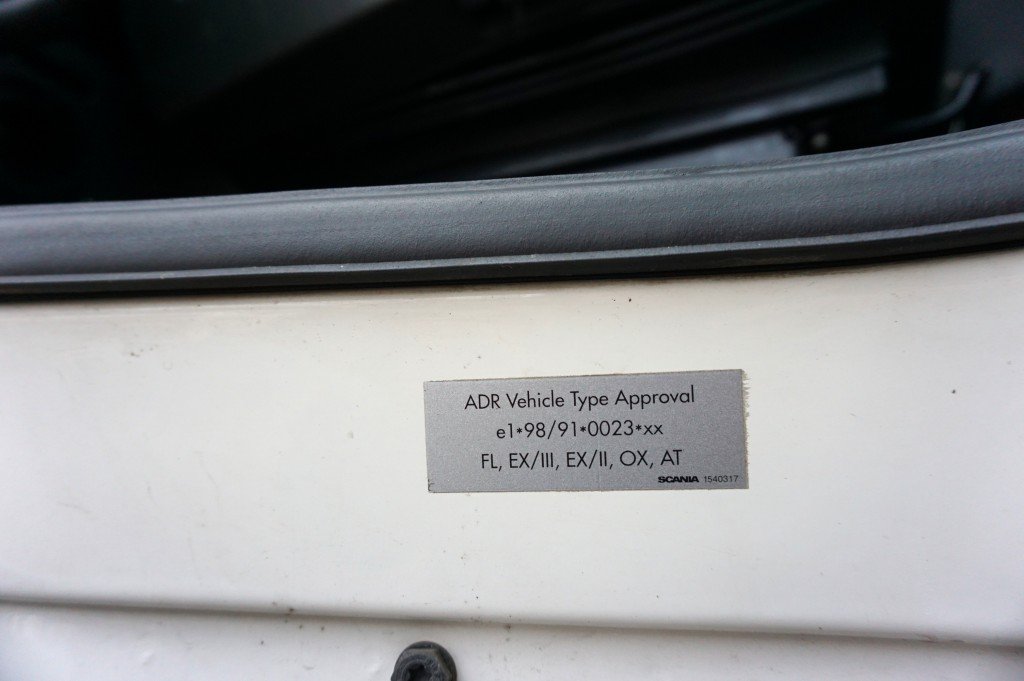 ADR Vehicle Type Approval
e1*98/91*0023*xx
FL, EX/III, EX/II, OX, AT
SCANIA 1540317